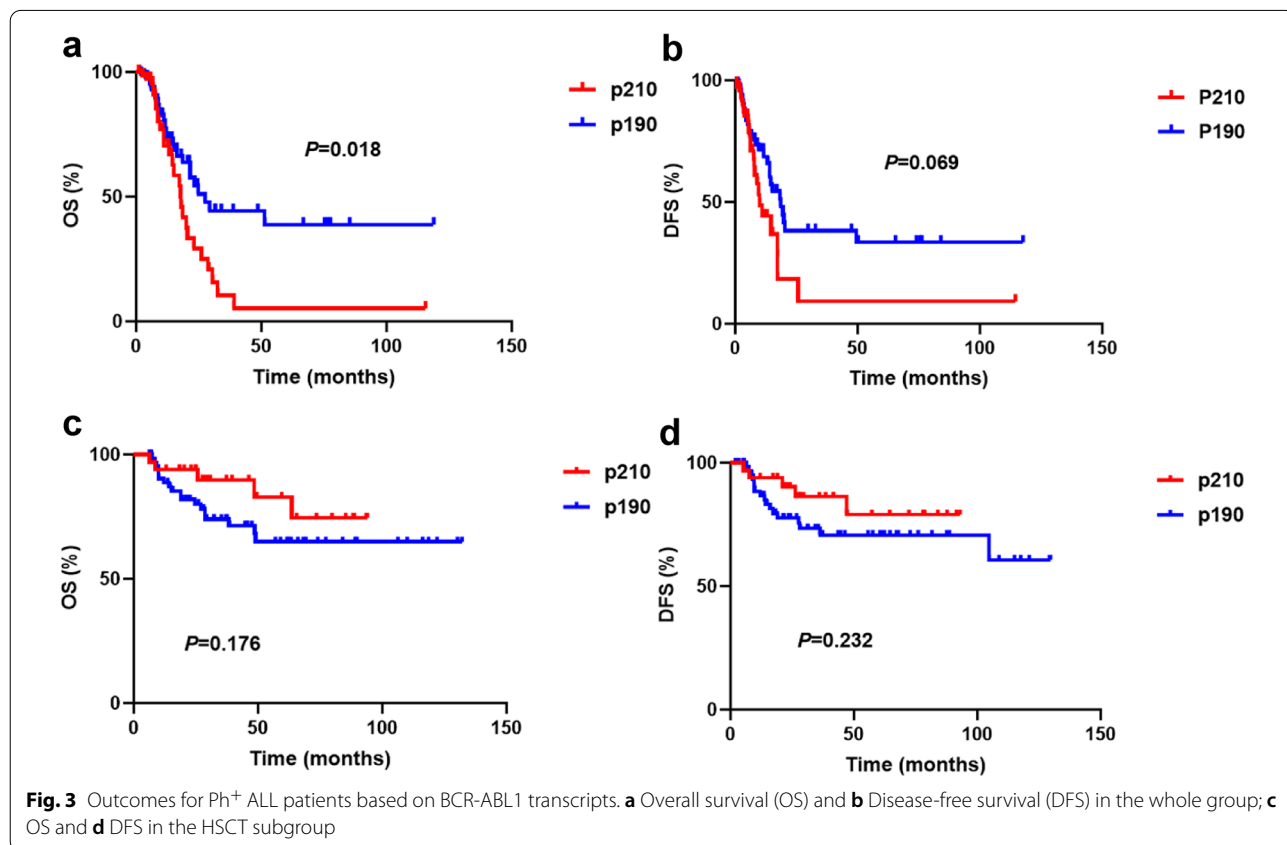 a
100
50
0
OS (%)
0 50 100 150
Time (months)
p210
p190
P=0.018
b
100
50
0
DFS (%)
0 50 100 150
Time (months)
P210
P190
P=0.069
c
100
50
0
OS (%)
0 50 100 150
Time (months)
p210
p190
P=0.176
d
100
50
0
DFS (%)
0 50 100 150
Time (months)
p210
p190
P=0.232
Fig. 3 Outcomes for Ph+ ALL patients based on BCR-ABL1 transcripts. a Overall survival (OS) and b Disease-free survival (DFS) in the whole group; c
OS and d DFS in the HSCT subgroup